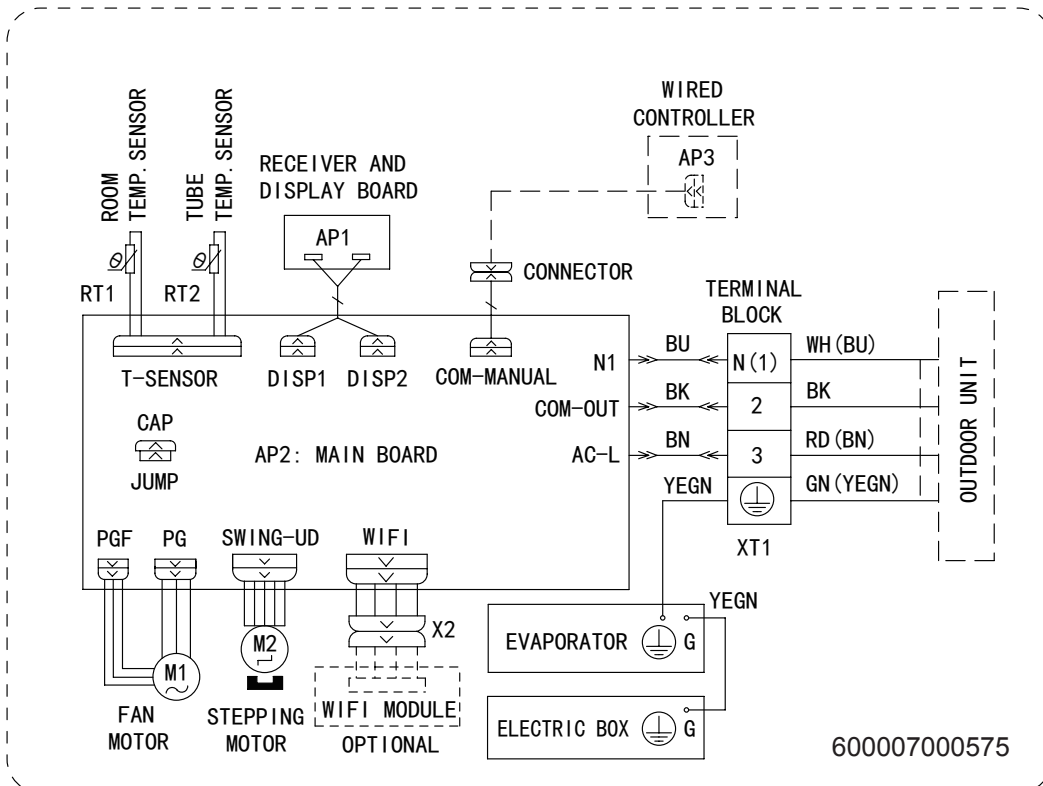 WIRED
CONTROLLER
AP3
ROOM
TEMP. SENSOR
TUBE
TEMP. SENSOR
RECEIVER AND
DISPLAY BOARD
AP1
θ
θ
RT1
RT2
CONNECTOR
TERMINAL
BLOCK
T-SENSOR
DISP1
DISP2
COM-MANUAL
N1
BU
N(1)
WH(BU)
COM-OUT
BK
2
BK
AC-L
BN
3
RD(BN)
YEGN
GN(YEGN)
XT1
OUTDOOR UNIT
CAP
JUMP
AP2: MAIN BOARD
PGF
PG
SWING-UD
WIFI
X2
M1
M2
FAN
MOTOR
STEPPING
MOTOR
WIFI MODULE
OPTIONAL
YEGN
EVAPORATOR
G
ELECTRIC BOX
G
600007000575